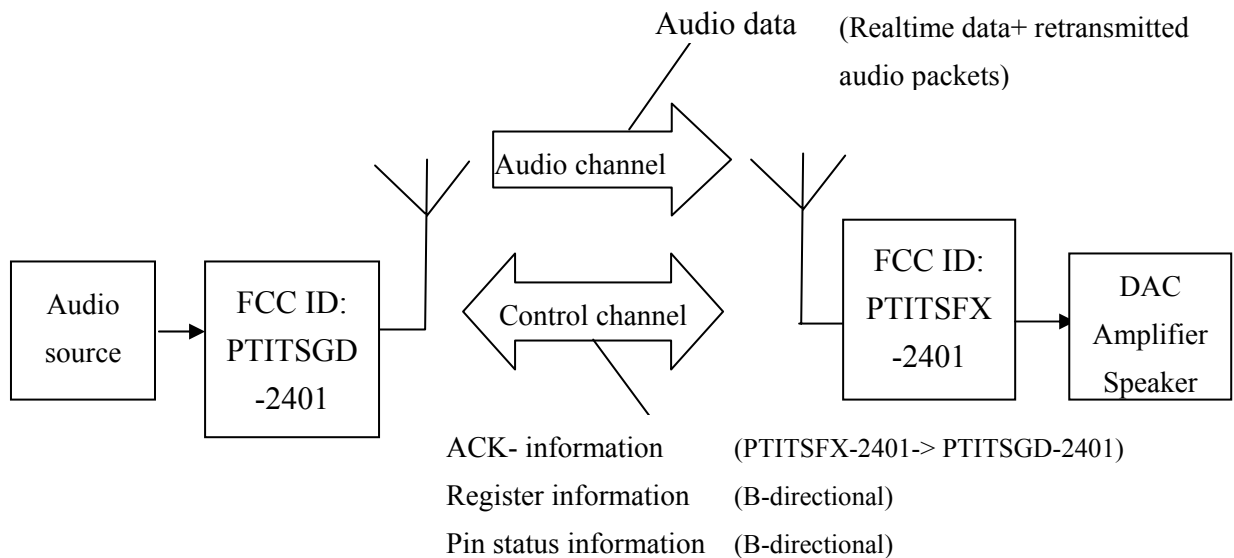 Audio data (Realtime data+ retransmitted
audio packets)
Audio channel
Audio
source
FCC ID:
PTITSGD
-2401
Control channel
FCC ID:
PTITSFX
-2401
DAC
Amplifier
Speaker
ACK- information (PTITSFX-2401-> PTITSGD-2401)
Register information (B-directional)
Pin status information (B-directional)